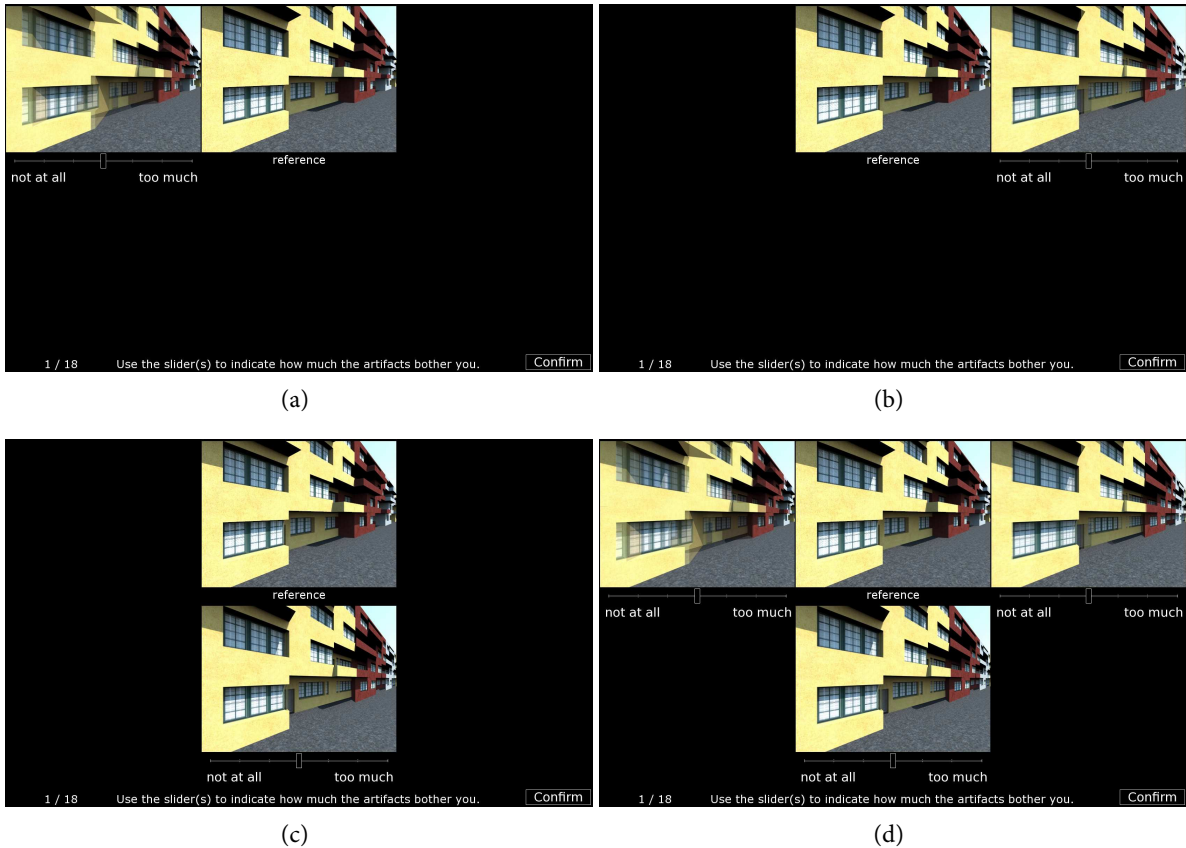 reference
not at all too much
1 / 18 Use the slider(s) to indicate how much the artifacts bother you. Confirm
(a)
reference
not at all too much
1 / 18 Use the slider(s) to indicate how much the artifacts bother you. Confirm
(b)
reference
not at all too much
1 / 18 Use the slider(s) to indicate how much the artifacts bother you. Confirm
(c)
reference
not at all too much not at all too much
not at all too much
1 / 18 Use the slider(s) to indicate how much the artifacts bother you. Confirm
(d)